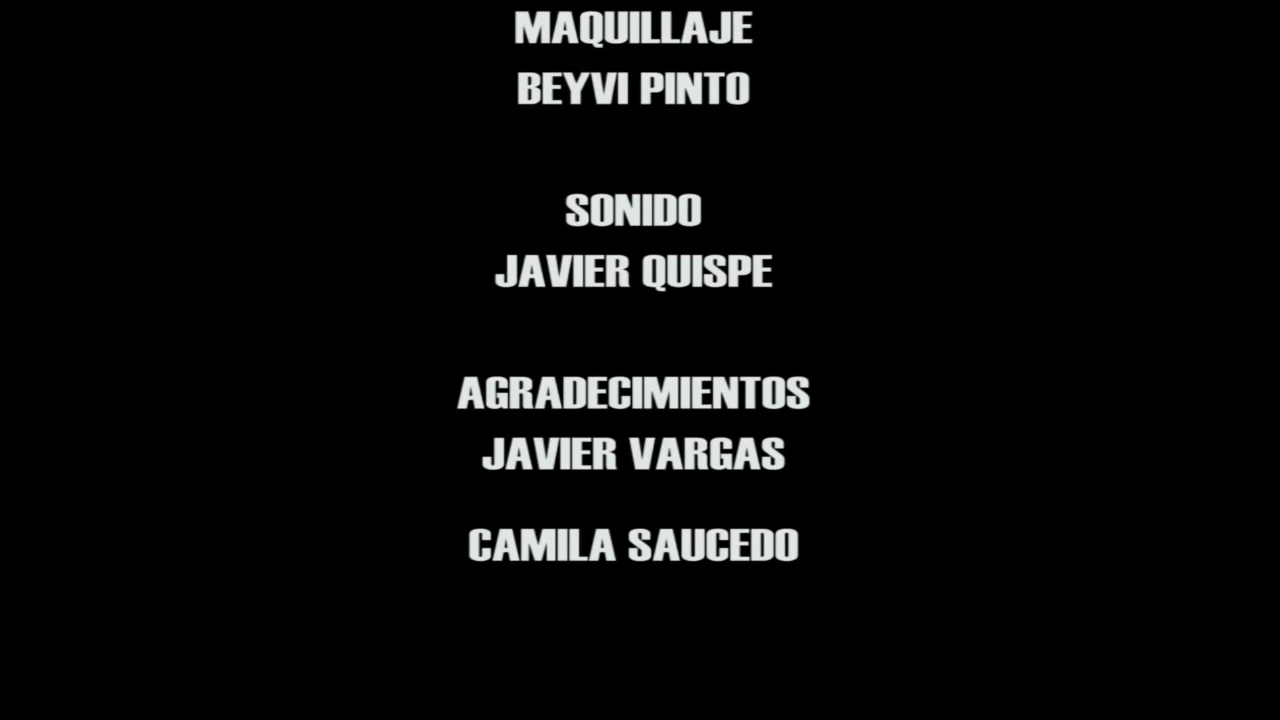 MAQUILLAJE
BEYVI PINTO
SONIDO
JAVIER QUISPE
AGRADECIMIENTOS
JAVIER VARGAS
CAMILA SAUCEDO